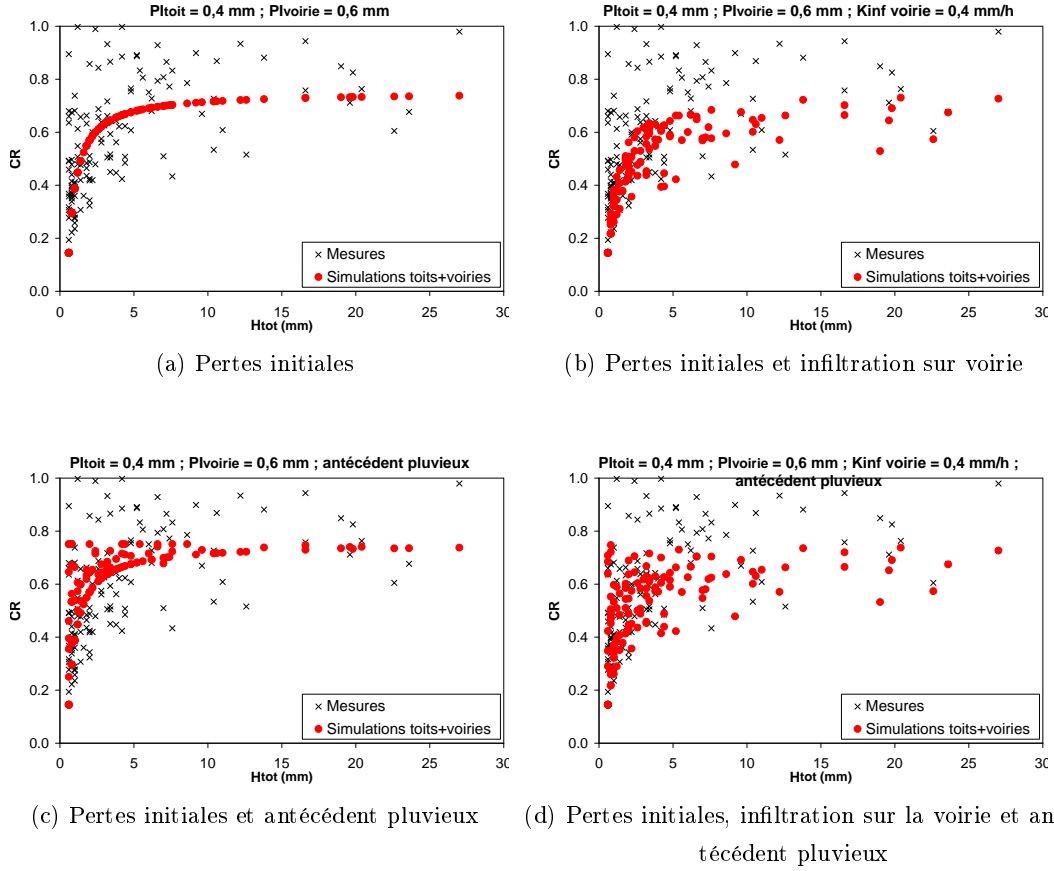 PItoit = 0,4 mm ; PIvoirie = 0,6 mm
1.0
0.8
0.6
0.4
0.2
0.0
CR
0 5 10 15 20 25 30
Htot (mm)
Mesures
Simulations toits+voiries
(a) Pertes initiales
PItoit = 0,4 mm ; PIvoirie = 0,6 mm ; Kinf voirie = 0,4 mm/h
1.0
0.8
0.6
0.4
0.2
0.0
CR
0 5 10 15 20 25 30
Htot (mm)
Mesures
Simulations toits+voiries
(b) Pertes initiales et infiltration sur voirie
PItoit = 0,4 mm ; PIvoirie = 0,6 mm ; antécédent pluvieux
1.0
0.8
0.6
0.4
0.2
0.0
CR
0 5 10 15 20 25 30
Htot (mm)
Mesures
Simulations toits+voiries
(c) Pertes initiales et antécédent pluvieux
PItoit = 0,4 mm ; PIvoirie = 0,6 mm ; Kinf voirie = 0,4 mm/h ;
antécédent pluvieux
1.0
0.8
0.6
0.4
0.2
0.0
CR
0 5 10 15 20 25 30
Htot (mm)
Mesures
Simulations toits+voiries
(d) Pertes initiales, infiltration sur la voirie et an
técédent pluvieux